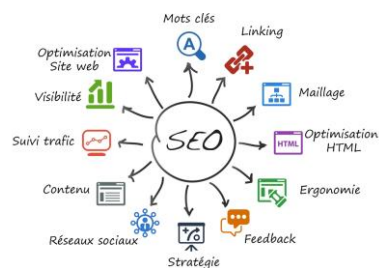 Mots clés
Linking
Optimisation
Site web
Visibilité
Maillage
Suivi trafic
SEO
Optimisation
HTML
HTML
Contenu
Ergonomie
Réseaux sociaux
Feedback
Stratégie
A